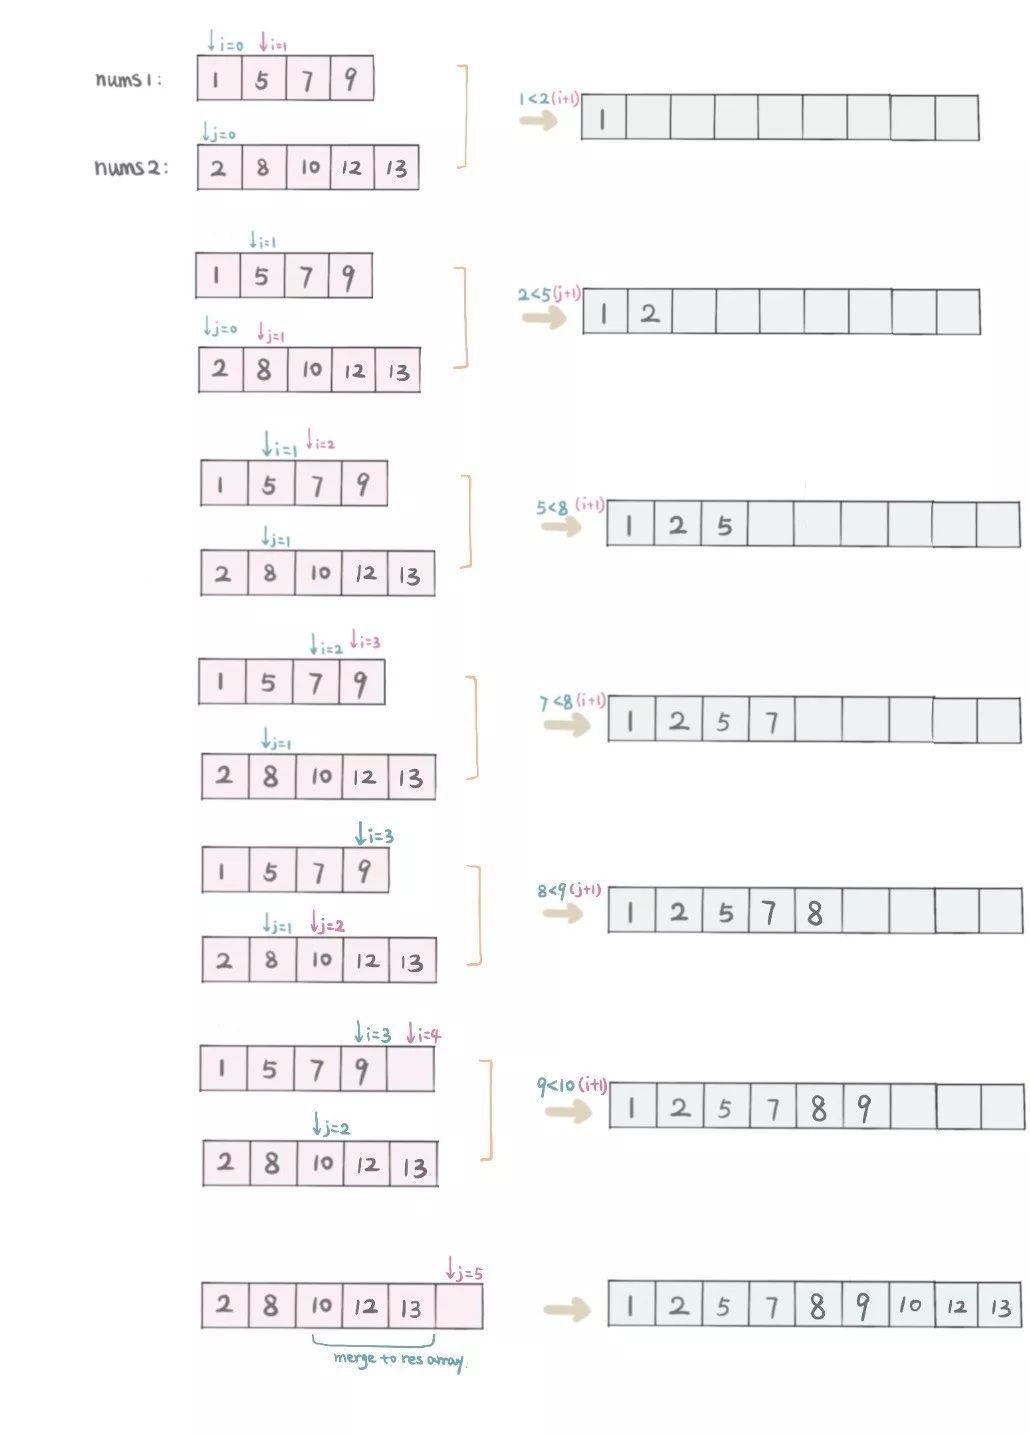 ↓i=0 ↓i=1
nums1: 1 5 7 9
1<2(i+1)
1
↓j=0
nums2: 2 8 10 12 13
↓i=1
1 5 7 9
2<5(j+1)
1 2
↓j=0 ↓j=1
2 8 10 12 13
↓i=1 ↓i=2
1 5 7 9
5<8(i+1)
1 2 5
↓j=1
2 8 10 12 13
↓i=2 ↓i=3
1 5 7 9
7<8(i+1)
1 2 5 7
↓j=1
2 8 10 12 13
↓i=3
1 5 7 9
8<9(j+1)
1 2 5 7 8
↓j=1 ↓j=2
2 8 10 12 13
↓i=3 ↓i=4
1 5 7 9
9<10(i+1)
1 2 5 7 8 9
↓j=2
2 8 10 12 13
↓j=5
2 8 10 12 13
1 2 5 7 8 9 10 12 13
merge to res array.